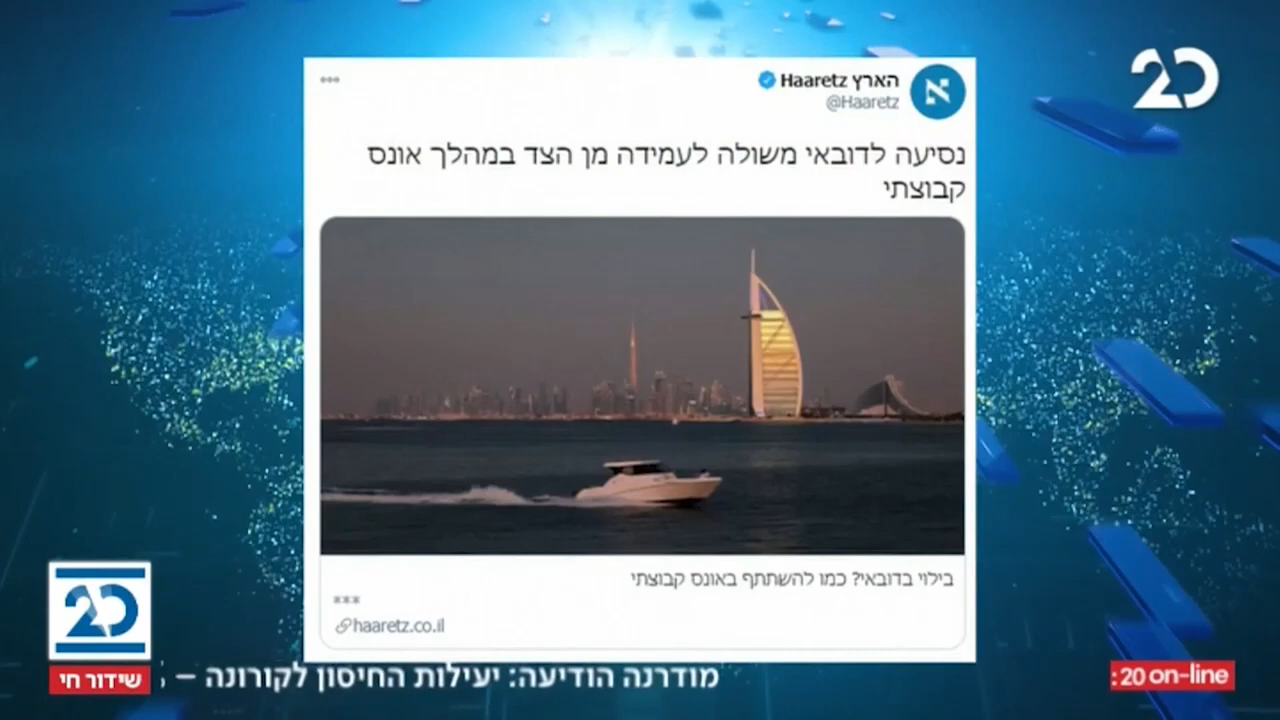 20
הארץ Haaretz
@Haaretz
נסיעה לדובאי משולה לעמידה מן הצד במהלך אונס
קבוצתי
בילוי בדובאי? כמו להשתתף באונס קבוצתי
haaretz.co.il
20
שידור חי
מודרנה הודיעה: יעילות החיסון לקורונה –
:20 on-line